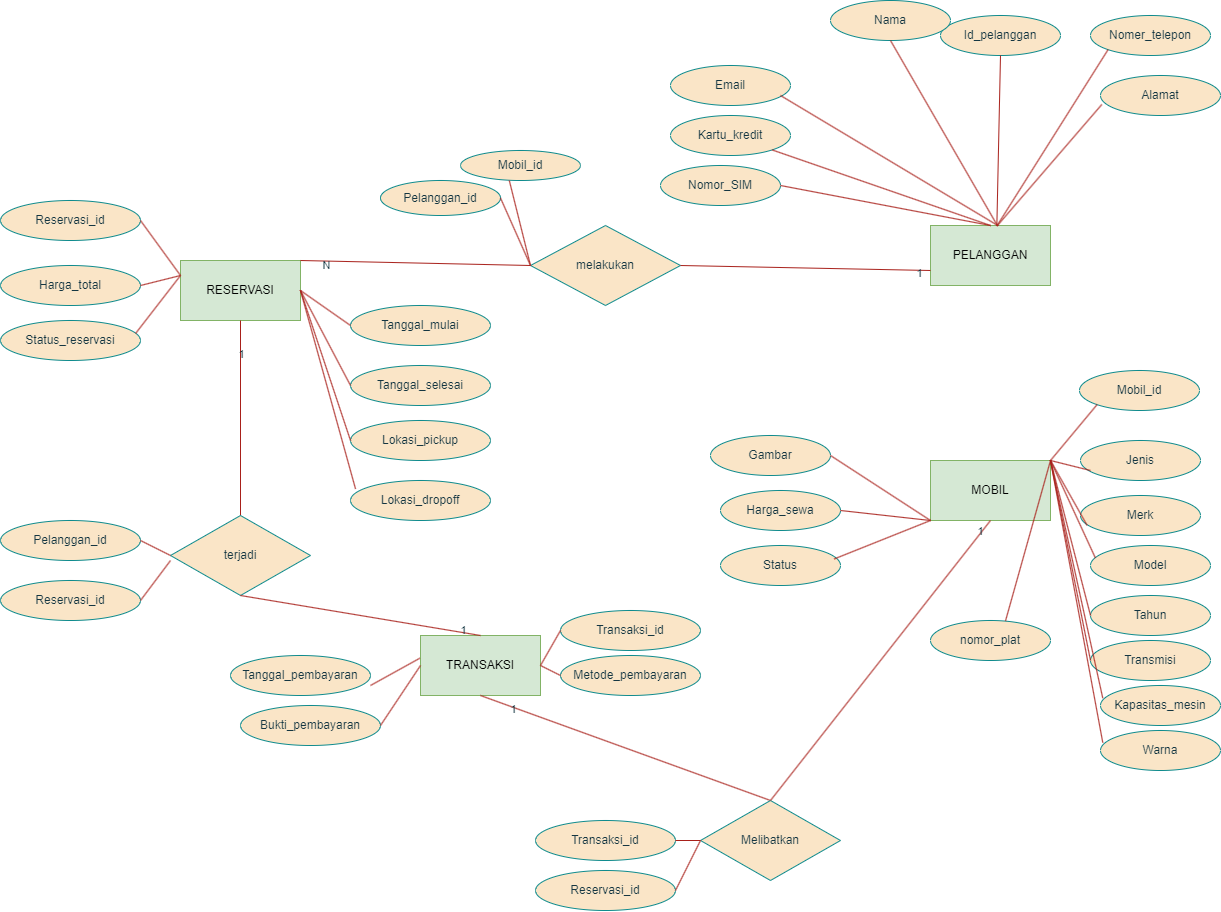 Nama
Id_pelanggan
Nomer_telepon
Email
Alamat
Kartu_kredit
Mobil_id
Nomor_SIM
Pelanggan_id
Reservasi_id
PELANGGAN
melakukan
N
1
Harga_total
RESERVASI
Tanggal_mulai
Status_reservasi
1
Tanggal_selesai
Mobil_id
Lokasi_pickup
Gambar
Jenis
Lokasi_dropoff
Harga_sewa
MOBIL
Merk
1
Pelanggan_id
terjadi
Status
Model
Reservasi_id
Tahun
1
Transaksi_id
nomor_plat
TRANSAKSI
Transmisi
Tanggal_pembayaran
Metode_pembayaran
1
Kapasitas_mesin
Bukti_pembayaran
Warna
Transaksi_id
Melibatkan
Reservasi_id